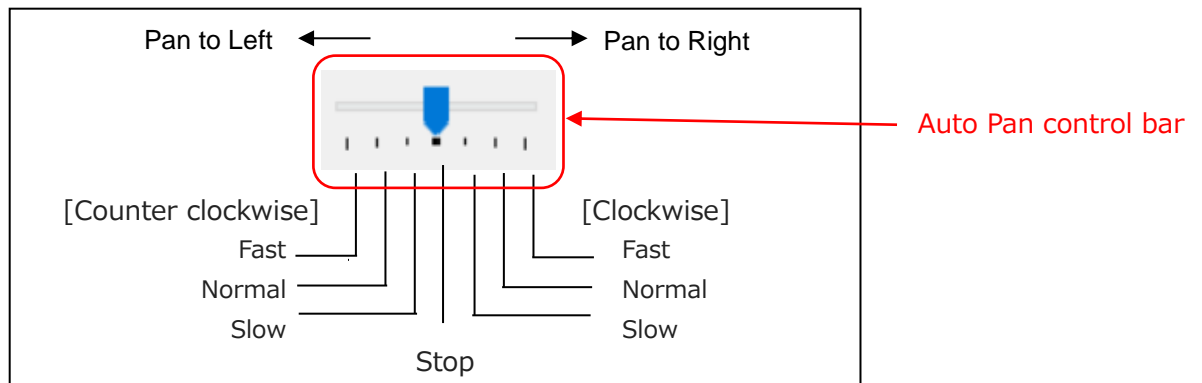 Pan to Left
Pan to Right
Auto Pan control bar
[Counter clockwise]
[Clockwise]
Fast
Fast
Normal
Normal
Slow
Slow
Stop